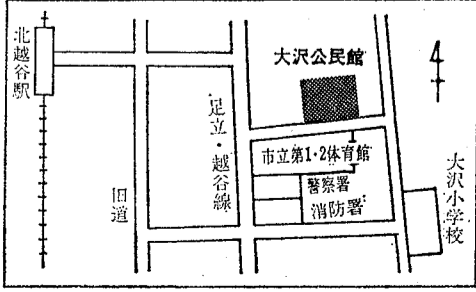 北越谷駅
旧道
足立・越谷線
大沢公民館
市立第1・2体育館
警察署
消防署
大沢小学校
4